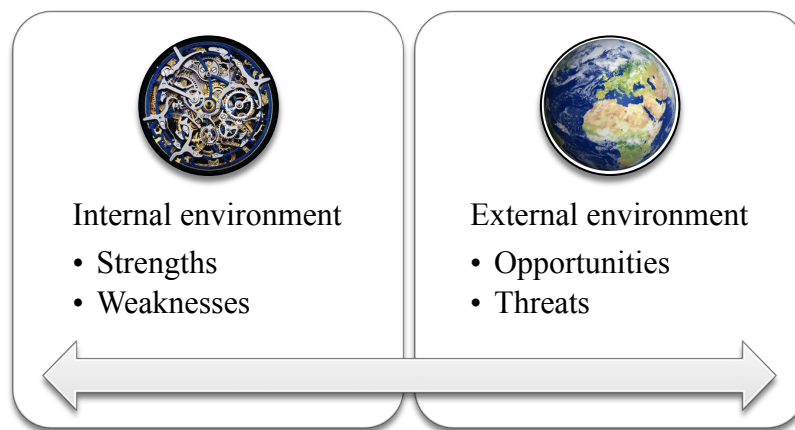 Internal environment
• Strengths
• Weaknesses
External environment
• Opportunities
• Threats